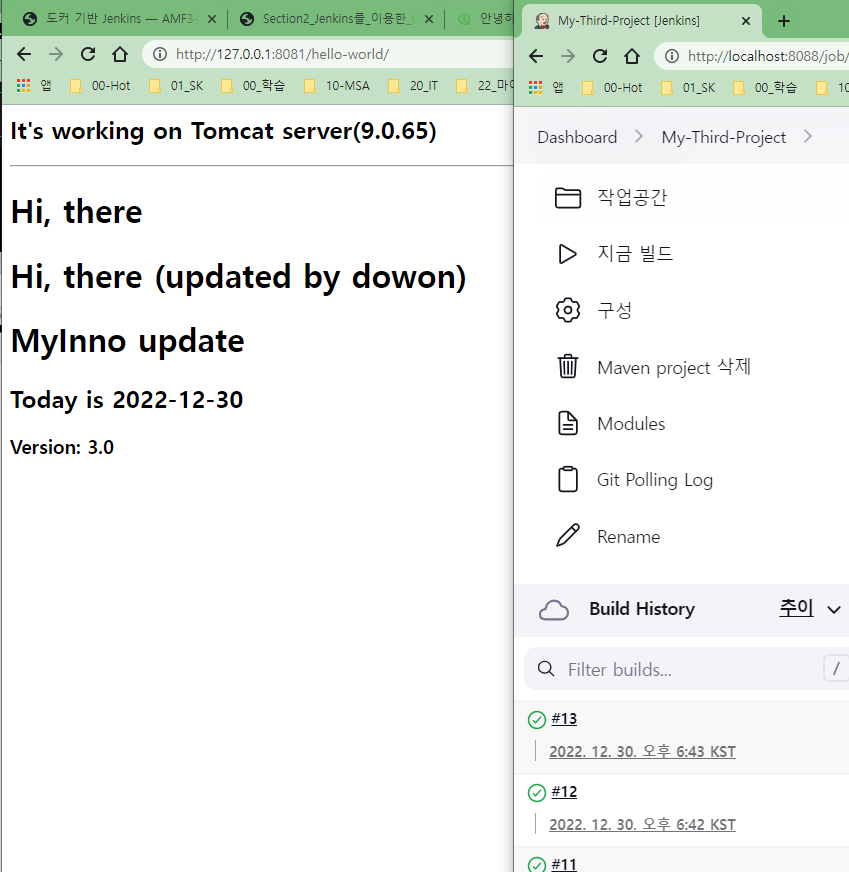 도커 기반 Jenkins — AMF3-
Section2_Jenkins를_이용한_
안녕히
http://127.0.0.1:8081/hello-world/
앱
00-Hot
01_SK
00_학습
10-MSA
20_IT
22_마이
It's working on Tomcat server(9.0.65)
Hi, there
Hi, there (updated by dowon)
MyInno update
Today is 2022-12-30
Version: 3.0
My-Third-Project [Jenkins]
http://localhost:8088/job/
앱
00-Hot
01_SK
00_학습
10
Dashboard
My-Third-Project
작업공간
지금 빌드
구성
Maven project 삭제
Modules
Git Polling Log
Rename
Build History
추이
Filter builds...
/
#13
2022. 12. 30. 오후 6:43 KST
#12
2022. 12. 30. 오후 6:42 KST
#11